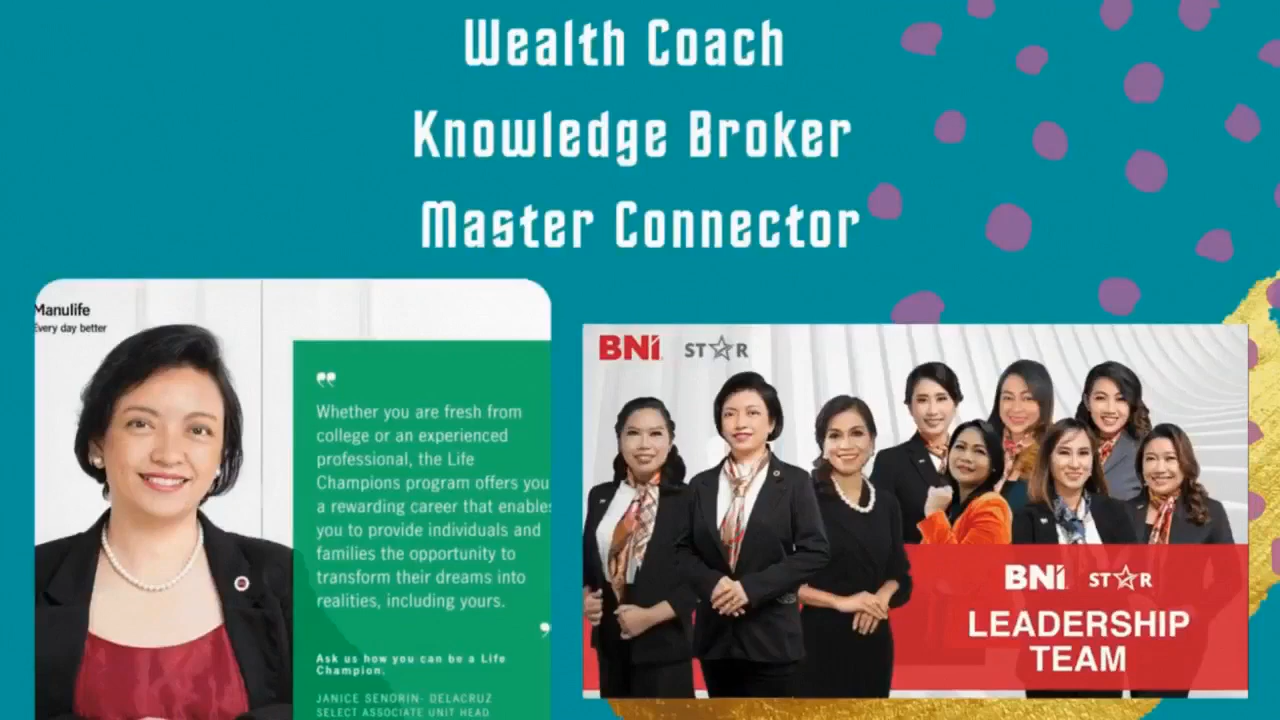 Wealth Coach
Knowledge Broker
Master Connector
Manulife
Every day better
Whether you are fresh from
college or an experienced
professional, the Life
Champions program offers you
a rewarding career that enables
you to provide individuals and
families the opportunity to
transform their dreams into
realities, including yours.
Ask us how you can be a Life
Champion.
JANICE SENORIN- DELACRUZ
SELECT ASSOCIATE UNIT HEAD
BNI ST☆R
BNI ST☆R
LEADERSHIP
TEAM